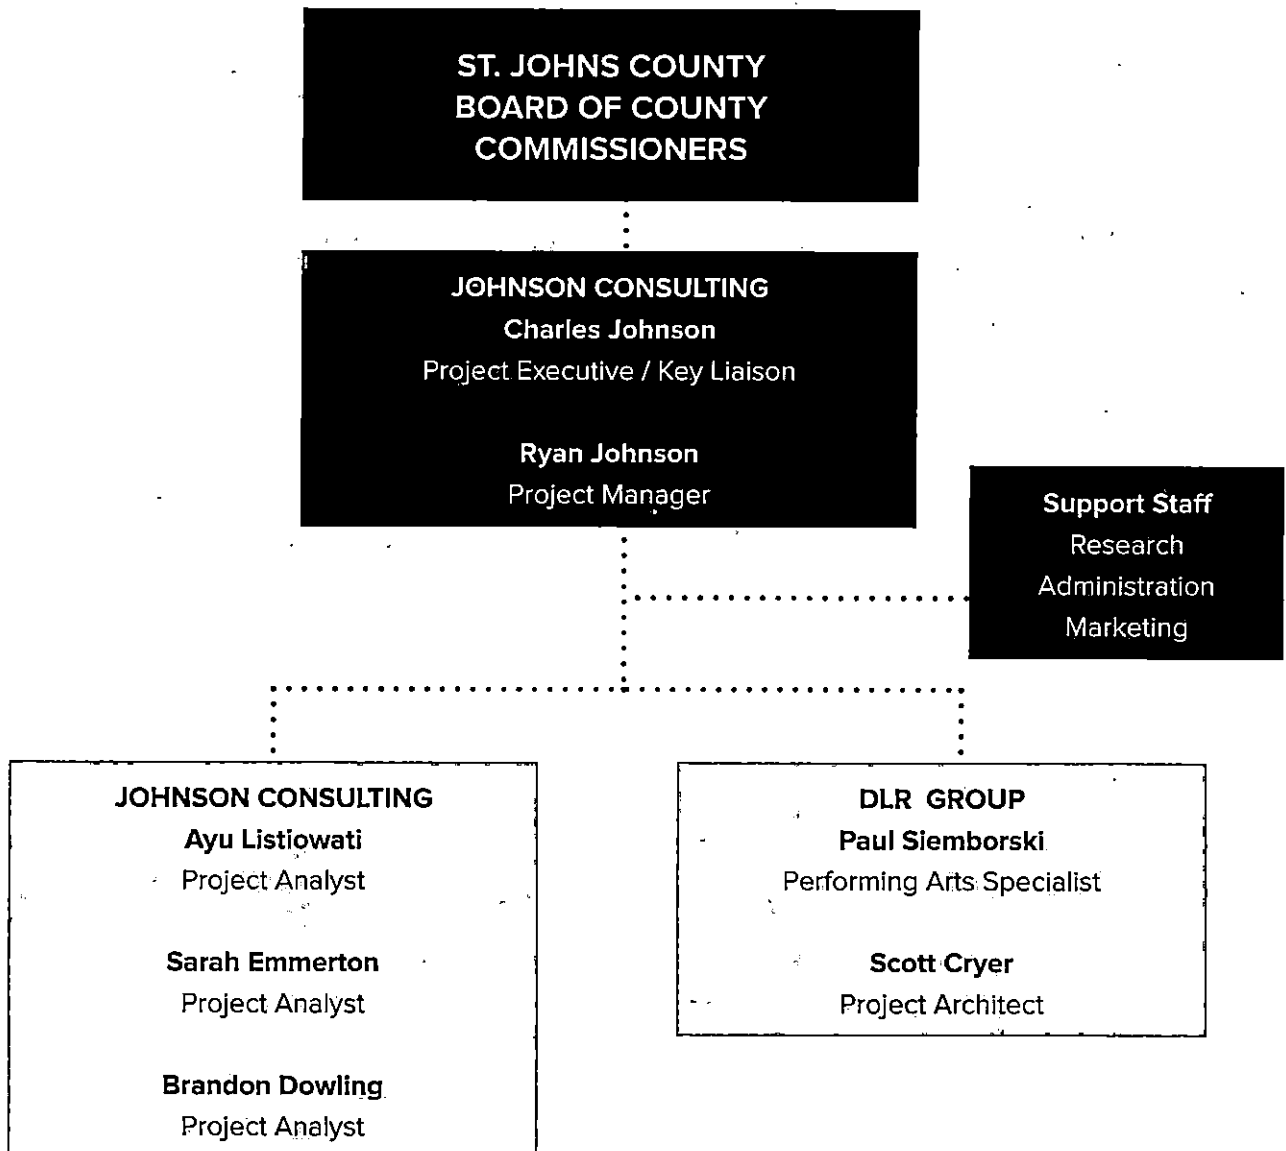 ST. JOHNS COUNTY
BOARD OF COUNTY
COMMISSIONERS
JOHNSON CONSULTING
Charles Johnson
Project Executive / Key Liaison
Ryan Johnson
Project Manager
Support Staff
Research
Administration
Marketing
JOHNSON CONSULTING
Ayu Listiowati
Project Analyst
Sarah Emmerton
Project Analyst
Brandon Dowling
Project Analyst
DLR GROUP
Paul Siemborski
Performing Arts Specialist
Scott Cryer
Project Architect